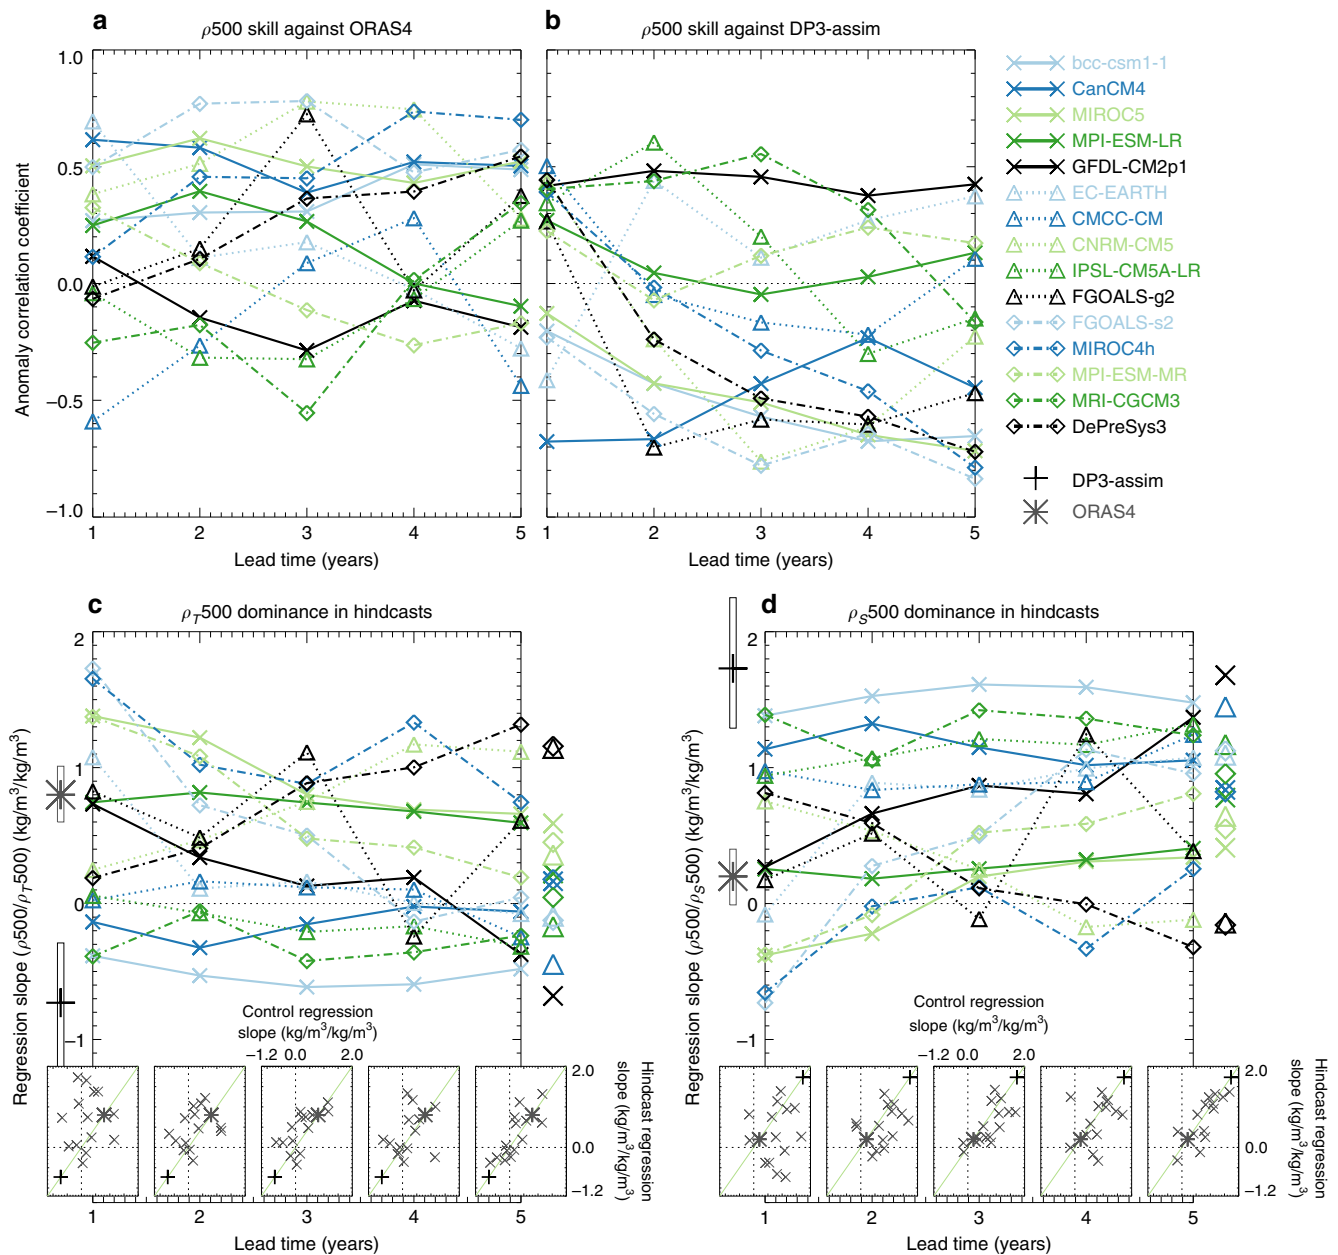 a
ρ500 skill against ORAS4
b
ρ500 skill against DP3-assim
Anomaly correlation coefficient
1.0
0.5
0.0
−0.5
−1.0
1 2 3 4 5
Lead time (years)
1 2 3 4 5
Lead time (years)
bcc-csm1-1
CanCM4
MIROC5
MPI-ESM-LR
GFDL-CM2p1
EC-EARTH
CMCC-CM
CNRM-CM5
IPSL-CM5A-LR
FGOALS-g2
FGOALS-s2
MIROC4h
MPI-ESM-MR
MRI-CGCM3
DePreSys3
DP3-assim
ORAS4
c
ρT500 dominance in hindcasts
Regression slope (ρ500/ρT500) (kg/m³/kg/m³)
2
1
0
−1
Control regression
slope (kg/m³/kg/m³)
−1.2 0.0 2.0
2.0
0.0
−1.2
Hindcast regression
slope (kg/m³/kg/m³)
1 2 3 4 5
Lead time (years)
d
ρS500 dominance in hindcasts
Regression slope (ρ500/ρS500) (kg/m³/kg/m³)
2
1
0
−1
Control regression
slope (kg/m³/kg/m³)
−1.2 0.0 2.0
2.0
0.0
−1.2
Hindcast regression
slope (kg/m³/kg/m³)
1 2 3 4 5
Lead time (years)